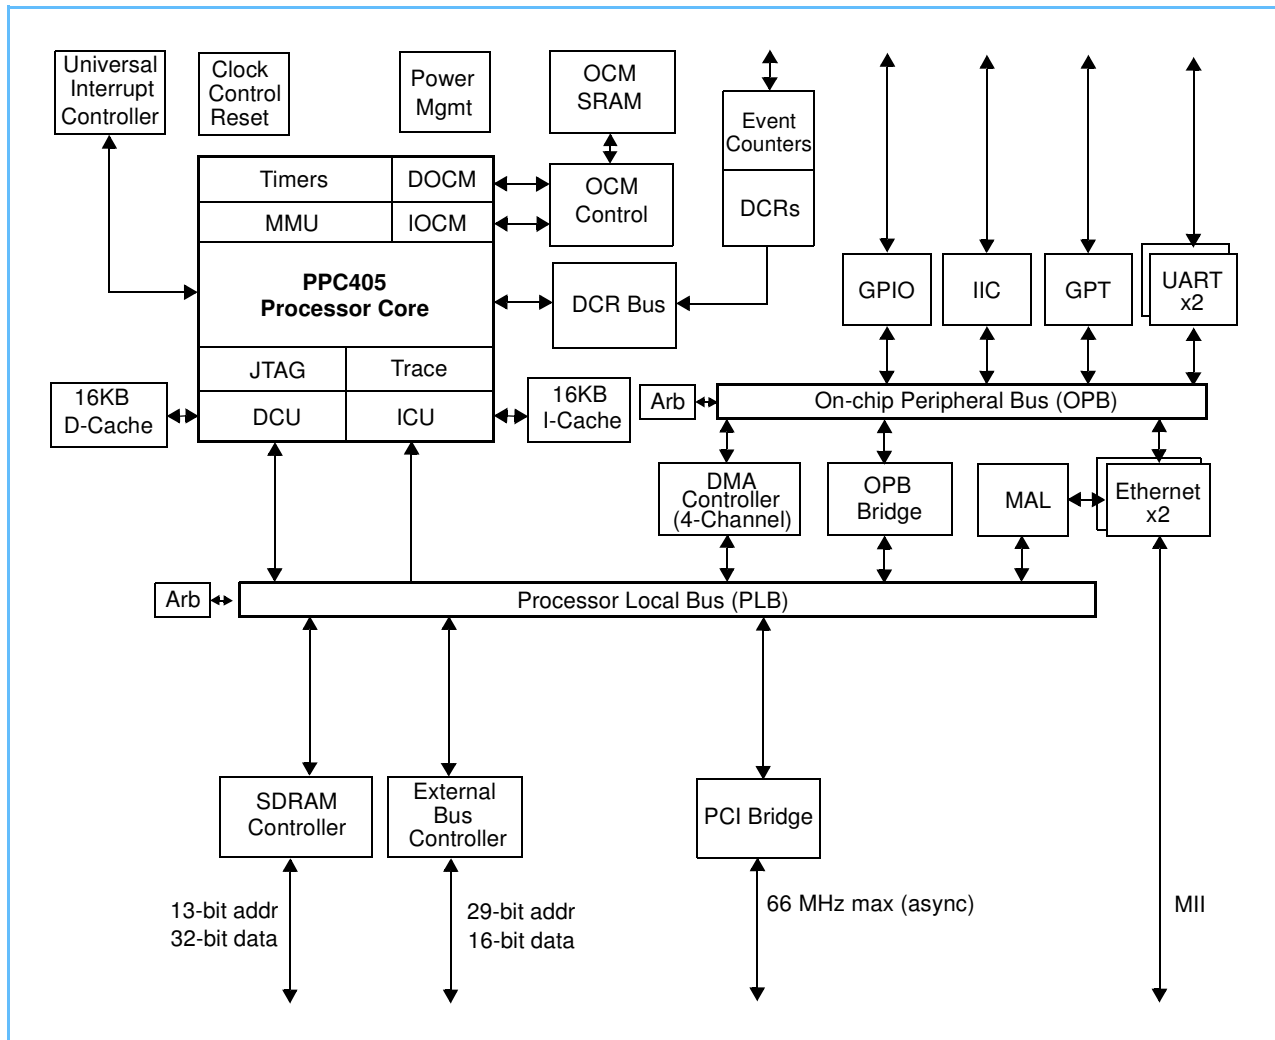 Universal
Interrupt
Controller
Clock
Control
Reset
Power
Mgmt
OCM
SRAM
Event
Counters
DCRs
Timers
DOCM
MMU
IOCM
OCM
Control
PPC405
Processor Core
DCR Bus
GPIO
IIC
GPT
UART
x2
JTAG
Trace
DCU
ICU
16KB
D-Cache
16KB
I-Cache
Arb
On-chip Peripheral Bus (OPB)
DMA
Controller
(4-Channel)
OPB
Bridge
MAL
Ethernet
x2
Arb
Processor Local Bus (PLB)
SDRAM
Controller
External
Bus
Controller
PCI Bridge
13-bit addr
32-bit data
29-bit addr
16-bit data
66 MHz max (async)
MII